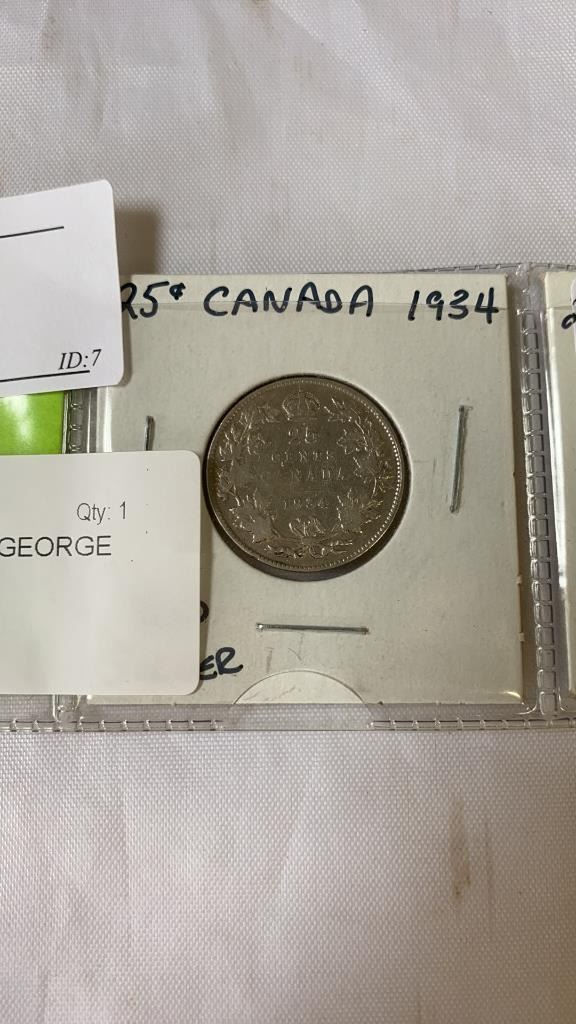 25¢ CANADA 1934
ID:7
25
CENTS
CANADA
1934
Qty: 1
GEORGE
ER